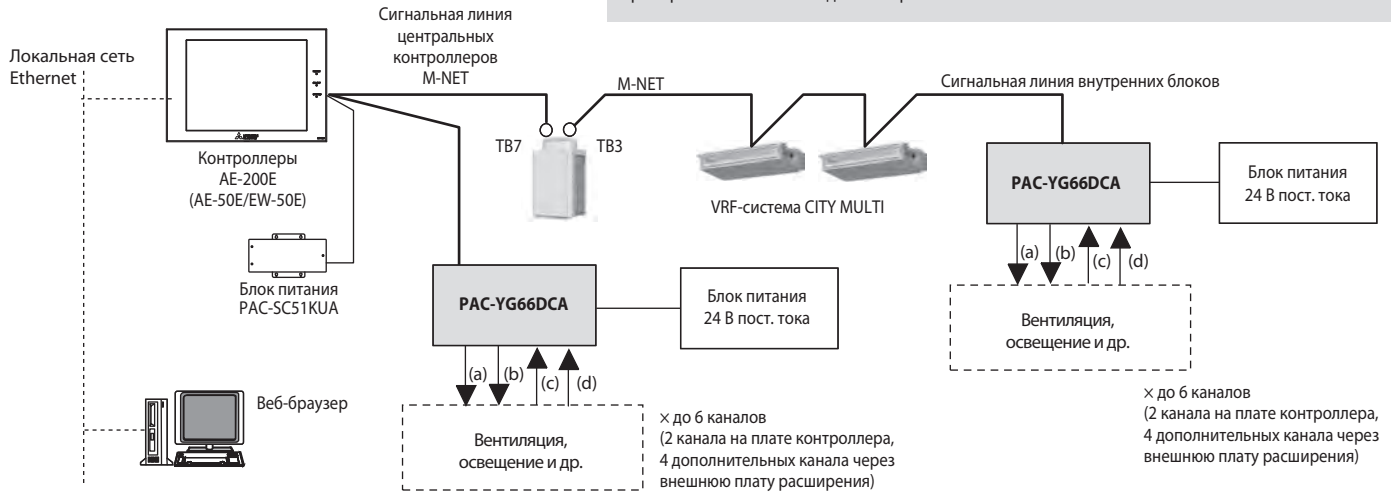 Локальная сеть
Ethernet
Контроллеры
AE-200E
(AE-50E/EW-50E)
Блок питания
PAC-SC51KUA
Веб-браузер
Сигнальная линия
центральных
контроллеров
M-NET
TB7
TB3
M-NET
VRF-система CITY MULTI
Сигнальная линия внутренних блоков
PAC-YG66DCA
Блок питания
24 В пост. тока
(a)
(b)
(c)
(d)
Вентиляция,
освещение и др.
× до 6 каналов
(2 канала на плате контроллера,
4 дополнительных канала через
внешнюю плату расширения)
PAC-YG66DCA
Блок питания
24 В пост. тока
(a)
(b)
(c)
(d)
Вентиляция,
освещение и др.
× до 6 каналов
(2 канала на плате контроллера,
4 дополнительных канала через
внешнюю плату расширения)